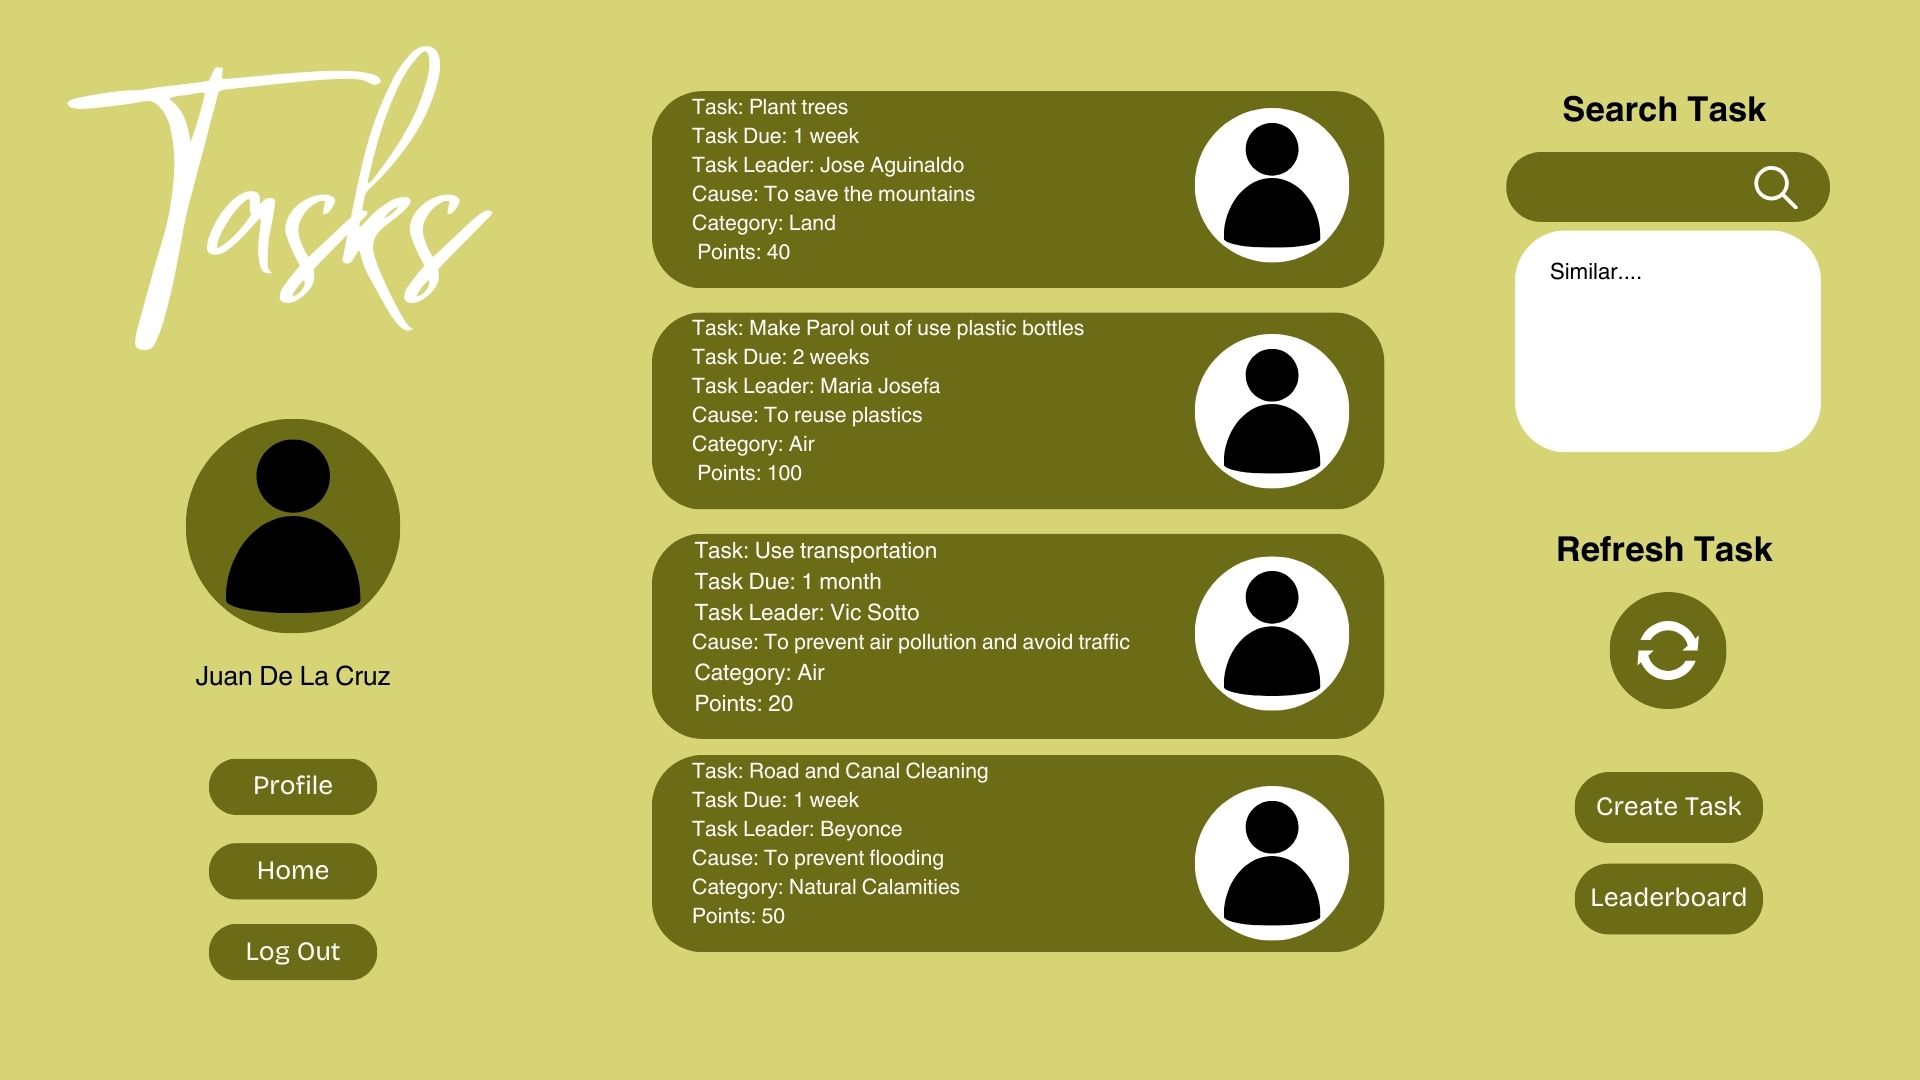 Tasks
Juan De La Cruz
Profile
Home
Log Out
Task: Plant trees
Task Due: 1 week
Task Leader: Jose Aguinaldo
Cause: To save the mountains
Category: Land
Points: 40
Task: Make Parol out of use plastic bottles
Task Due: 2 weeks
Task Leader: Maria Josefa
Cause: To reuse plastics
Category: Air
Points: 100
Task: Use transportation
Task Due: 1 month
Task Leader: Vic Sotto
Cause: To prevent air pollution and avoid traffic
Category: Air
Points: 20
Task: Road and Canal Cleaning
Task Due: 1 week
Task Leader: Beyonce
Cause: To prevent flooding
Category: Natural Calamities
Points: 50
Search Task
Similar....
Refresh Task
Create Task
Leaderboard